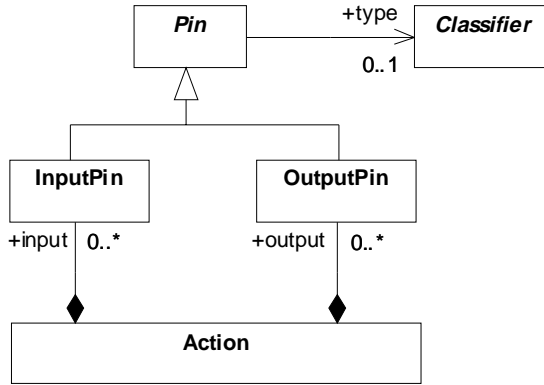 Pin
+type
0..1
Classifier
InputPin
OutputPin
+input
0..*
+output
0..*
Action